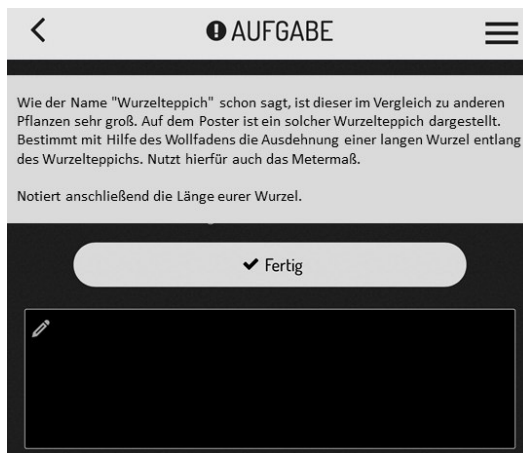 AUFGABE
Wie der Name "Wurzelteppich" schon sagt, ist dieser im Vergleich zu anderen
Pflanzen sehr groß. Auf dem Poster ist ein solcher Wurzelteppich dargestellt.
Bestimmt mit Hilfe des Wollfadens die Ausdehnung einer langen Wurzel entlang
des Wurzelteppichs. Nutzt hierfür auch das Metermaß.
Notiert anschließend die Länge eurer Wurzel.
Fertig